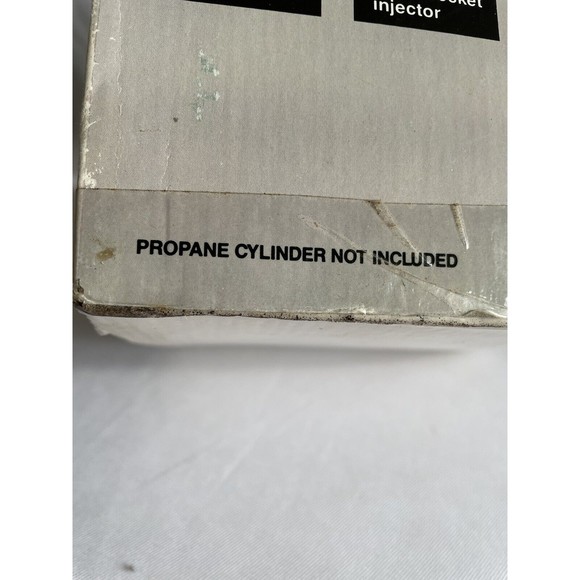 injector
PROPANE CYLINDER NOT INCLUDED